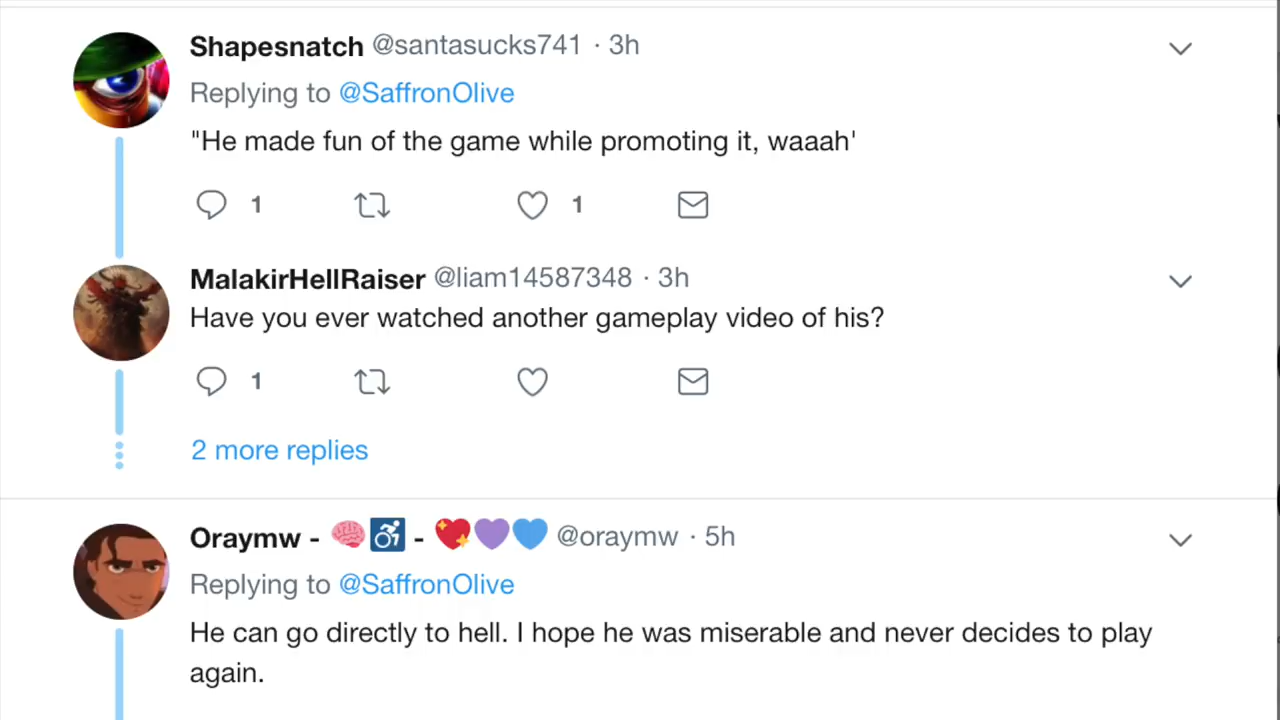 Shapesnatch @santasucks741 · 3h
Replying to @SaffronOlive
"He made fun of the game while promoting it, waaah'
1 1
MalakirHellRaiser @liam14587348 · 3h
Have you ever watched another gameplay video of his?
1
2 more replies
Oraymw - 🧠♿ - 💖💜💙 @oraymw · 5h
Replying to @SaffronOlive
He can go directly to hell. I hope he was miserable and never decides to play
again.